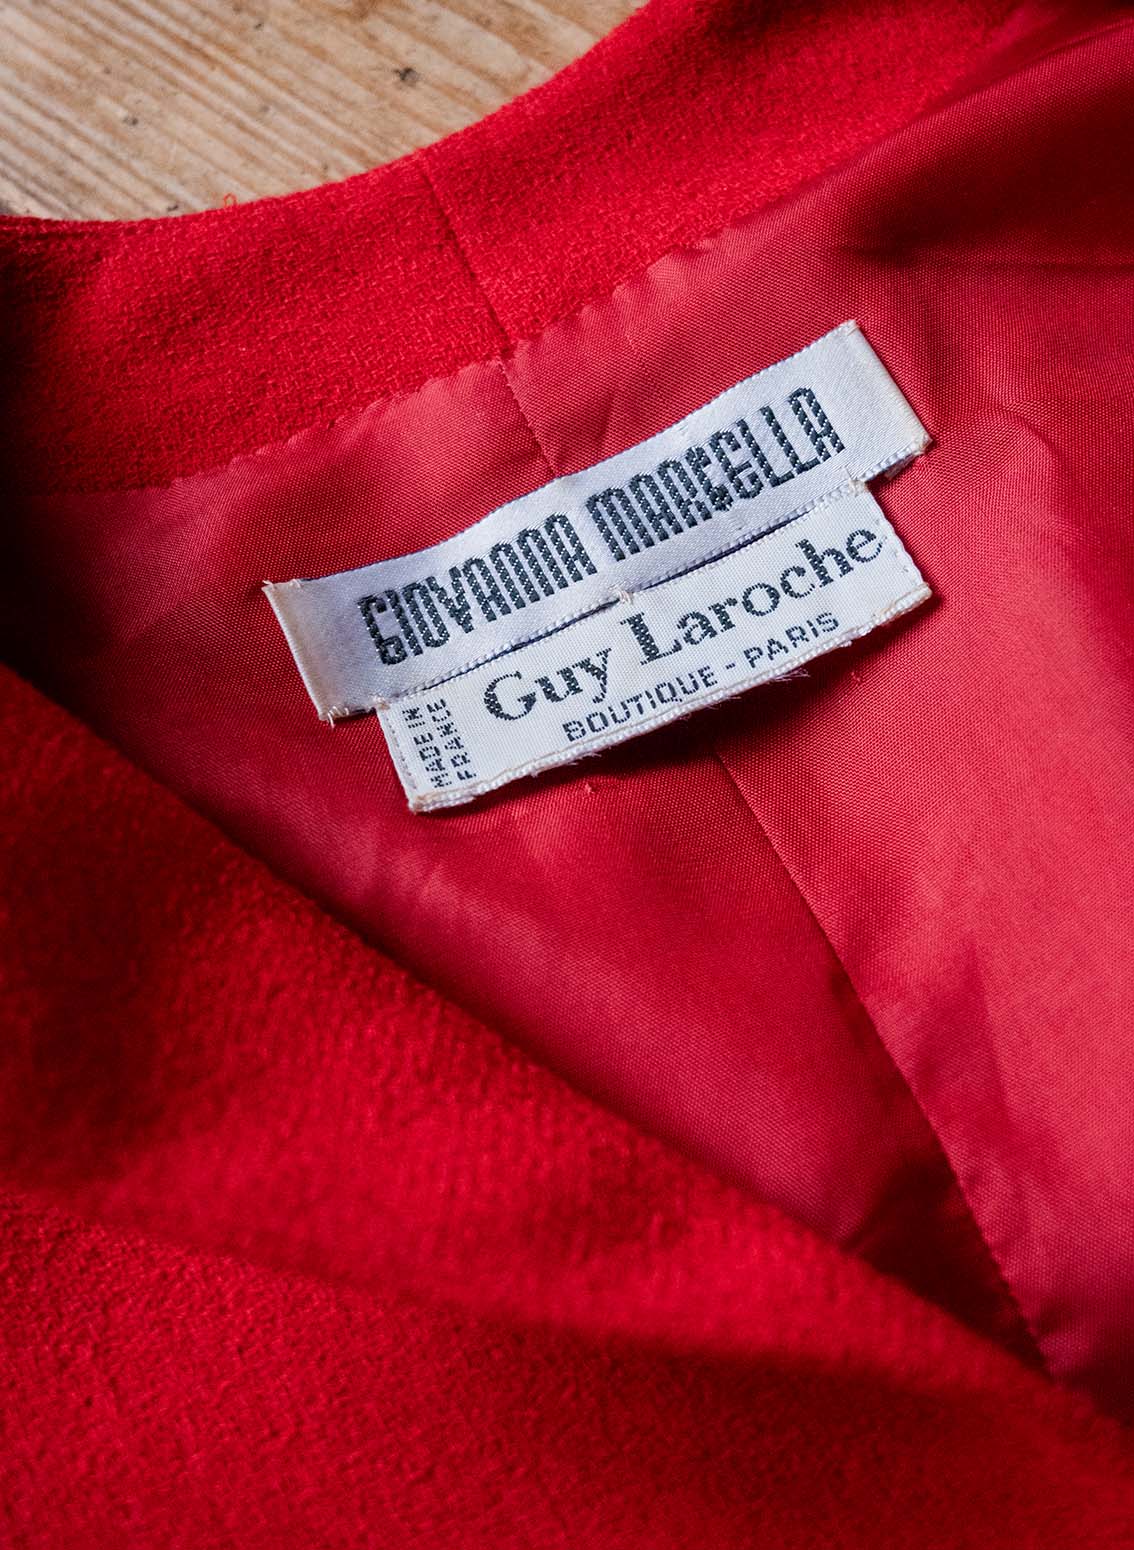 GIOVANNA MARCELLA
Guy Laroche
BOUTIQUE - PARIS
MADE IN
FRANCE